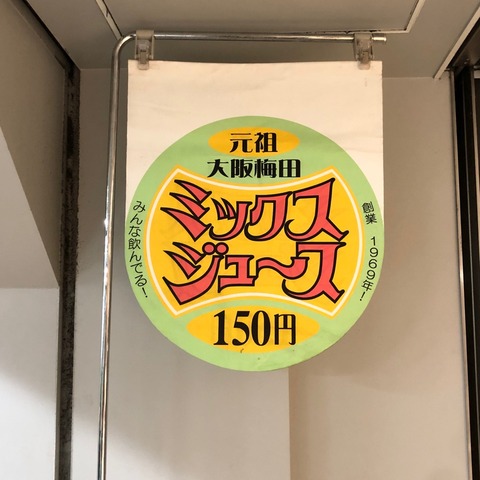 元祖
大阪梅田
ミックス
ジュ〜ス
150円
みんな飲んでる!
創業 1969年!